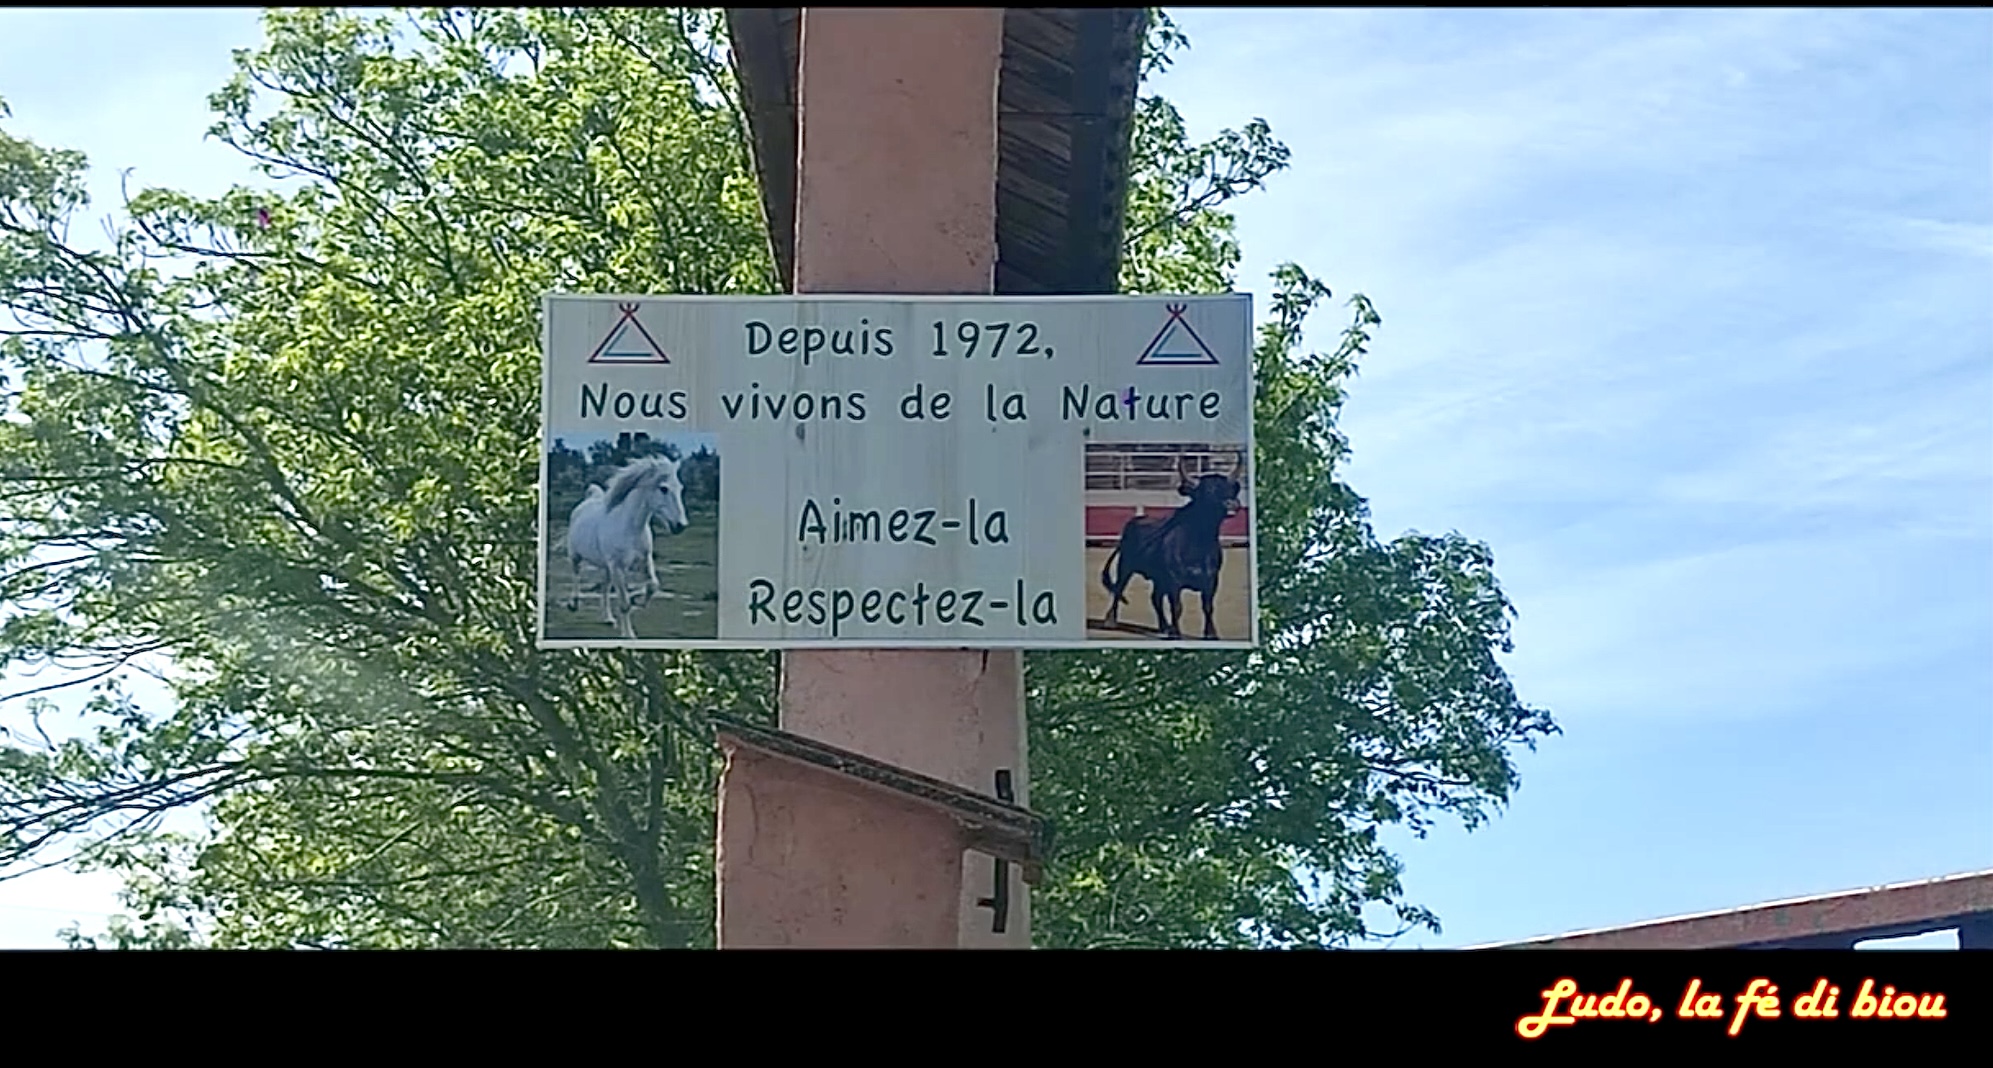 Depuis 1972,
Nous vivons de la Nature
Aimez-la
Respectez-la
Ludo, la fé di biou